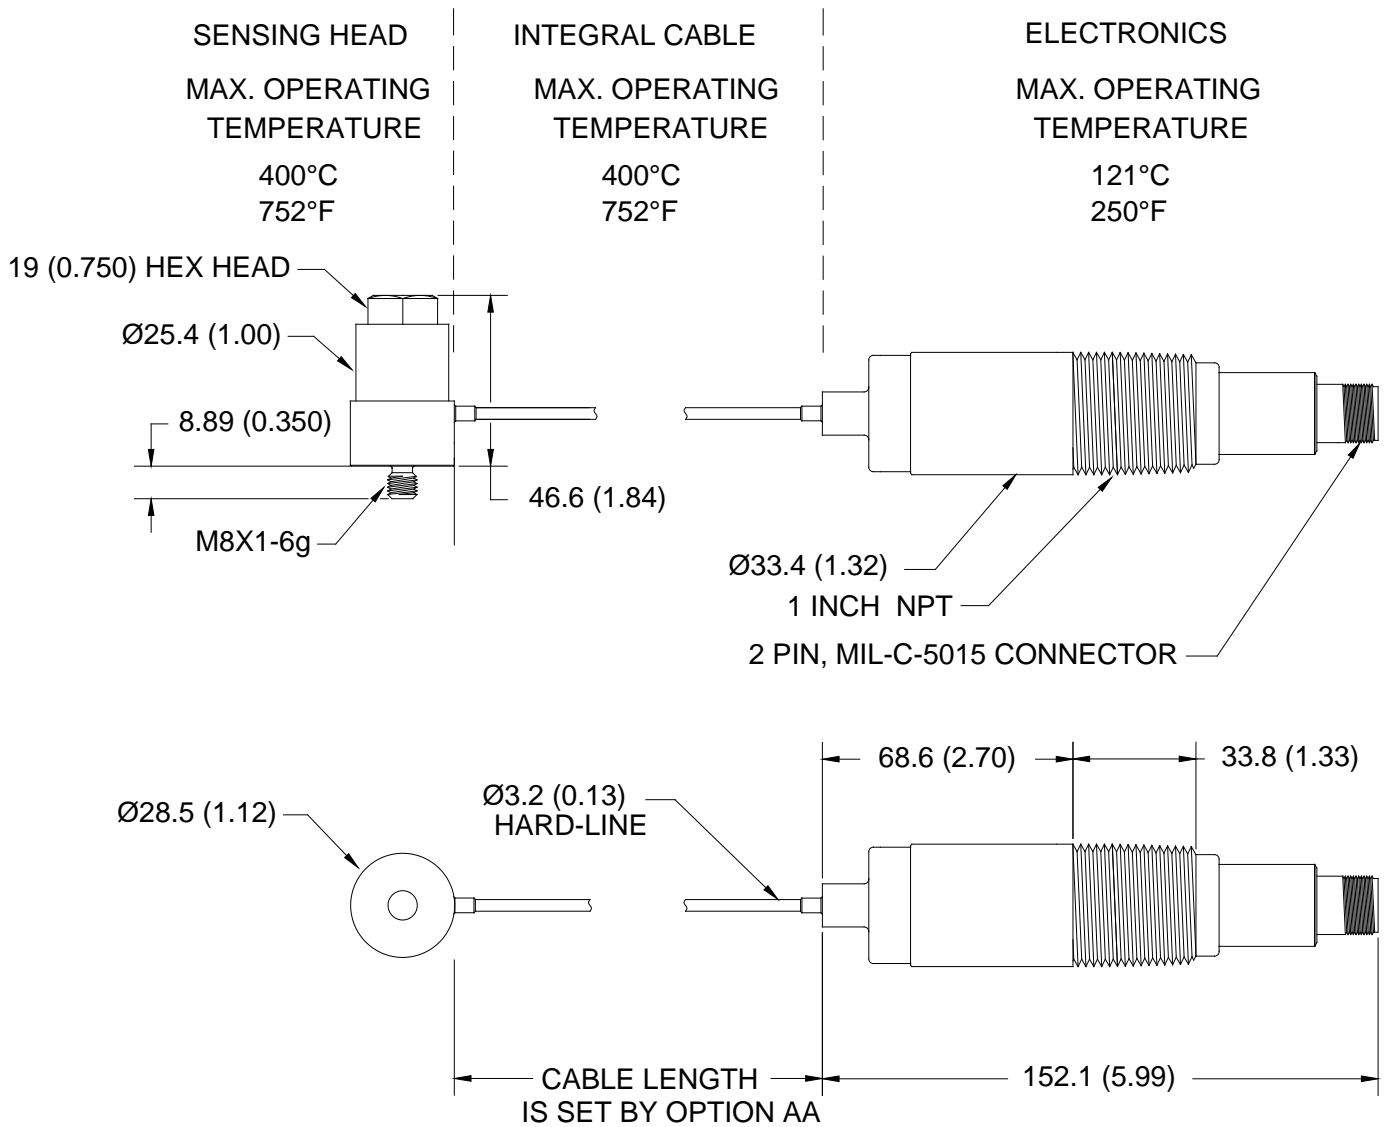 SENSING HEAD
MAX. OPERATING
TEMPERATURE
400°C
752°F
INTEGRAL CABLE
MAX. OPERATING
TEMPERATURE
400°C
752°F
ELECTRONICS
MAX. OPERATING
TEMPERATURE
121°C
250°F
19 (0.750) HEX HEAD
Ø25.4 (1.00)
8.89 (0.350)
46.6 (1.84)
M8X1-6g
Ø33.4 (1.32)
1 INCH NPT
2 PIN, MIL-C-5015 CONNECTOR
68.6 (2.70)
33.8 (1.33)
Ø28.5 (1.12)
Ø3.2 (0.13)
HARD-LINE
CABLE LENGTH
IS SET BY OPTION AA
152.1 (5.99)